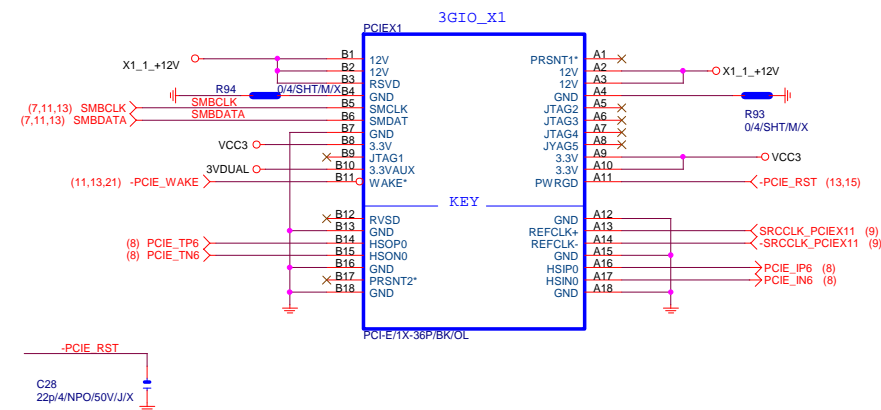 3GIO_X1
PCIEX1
X1_1_+12V
B1 12V
B2 12V
B3 RSVD
R94 0/4/SHT/M/X
B4 GND
(7,11,13) SMBCLK SMBCLK B5 SMCLK
(7,11,13) SMBDATA SMBDATA B6 SMDAT
B7 GND
VCC3 B8 3.3V
B9 JTAG1
3VDUAL B10 3.3VAUX
(11,13,21) -PCIE_WAKE B11 WAKE*
PRSNT1* A1
12V A2 X1_1_+12V
12V A3
GND A4
R93
0/4/SHT/M/X
JTAG2 A5
JTAG3 A6
JTAG4 A7
JYAG5 A8
3.3V A9 VCC3
3.3V A10
PWRGD A11 -PCIE_RST (13,15)
KEY
B12 RVSD
B13 GND
(8) PCIE_TP6 B14 HSOP0
(8) PCIE_TN6 B15 HSON0
B16 GND
B17 PRSNT2*
B18 GND
GND A12
REFCLK+ A13 SRCCLK_PCIEX11 (9)
REFCLK- A14 -SRCCLK_PCIEX11 (9)
GND A15
HSIP0 A16 PCIE_IP6 (8)
HSIN0 A17 PCIE_IN6 (8)
GND A18
PCI-E/1X-36P/BK/OL
-PCIE_RST
C28
22p/4/NPO/50V/J/X